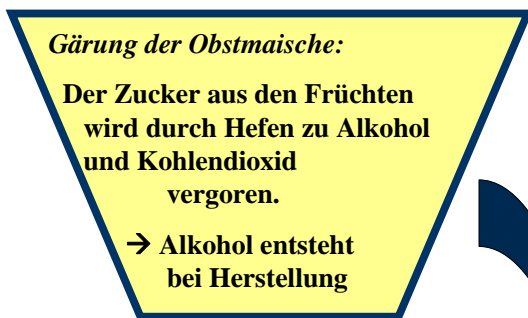 Gärung der Obstmaische:
Der Zucker aus den Früchten
wird durch Hefen zu Alkohol
und Kohlendioxid
vergoren.
→ Alkohol entsteht
bei Herstellung